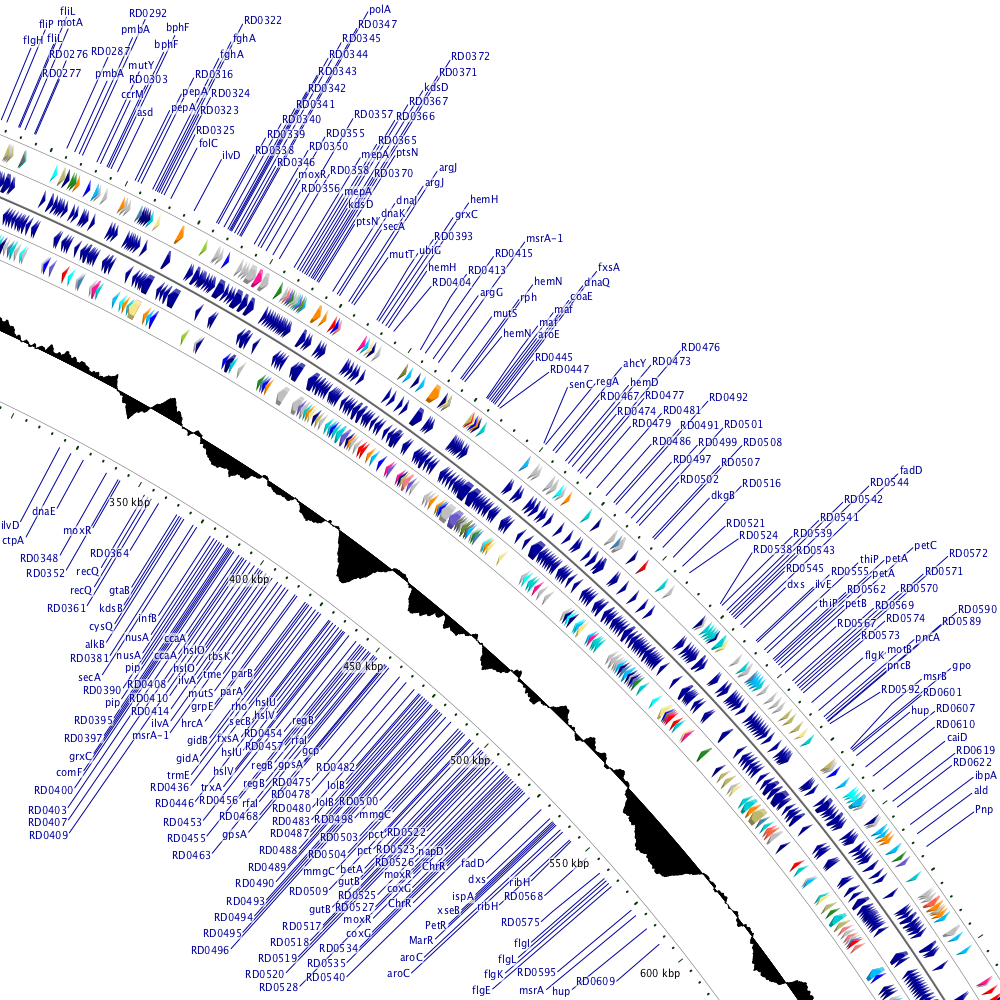 fliL
fliP motA
flgH fliL
RD0276
RD0277
RD0292
pmbA
bphF
bphF
RD0287
mutY
pmbA
RD0303
ccrM
asd
RD0322
fghA
fghA
RD0316
pepA
RD0324
pepA
RD0323
RD0325
folC
ilvD
polA
RD0347
RD0345
RD0344
RD0343
RD0342
RD0341
RD0340
RD0339
RD0338
RD0346
moxR
RD0356
RD0372
RD0371
kdsD
RD0367
RD0366
RD0357
RD0355
RD0350
RD0365
mepA
ptsN
RD0358
RD0370
mepA
kdsD
ptsN
argJ
argJ
dnaJ
dnaK
secA
hemH
grxC
RD0393
ubiG
mutT
hemH
RD0404
msrA-1
RD0415
RD0413
argG
hemN
rph
mutS
hemN
fxsA
dnaQ
coaE
maf
maf
aroE
RD0445
RD0447
senC
regA
ahcY
RD0473
RD0476
hemD
RD0467
RD0477
RD0474
RD0481
RD0479
RD0492
RD0491
RD0501
RD0486
RD0499
RD0508
RD0497
RD0507
RD0502
RD0516
dkgB
RD0521
RD0524
fadD
RD0544
RD0542
RD0541
RD0539
RD0538
RD0543
RD0545
dxs
ilvE
RD0555
thiP
petA
petC
petA
RD0572
RD0571
RD0562
RD0570
thiP
petB
RD0569
RD0567
RD0574
RD0573
RD0590
RD0589
flgK
motB
pncA
pncB
gpo
msrB
RD0592
RD0601
hup
RD0607
RD0610
caiD
RD0619
RD0622
ibpA
ald
Pnp
350 kbp
400 kbp
450 kbp
500 kbp
550 kbp
600 kbp
ilvD
dnaE
ctpA
moxR
RD0348
RD0364
RD0352
recQ
recQ
gtaB
RD0361
kdsB
cysQ
infB
alkB
nusA
ccaA
RD0381
nusA
ccaA
hslO
rbsK
secA
pip
hslO
RD0390
RD0408
ilvA
tme
parB
pip
RD0410
mutS
parA
RD0395
RD0414
grpE
rho
hslU
RD0397
ilvA
hrcA
secB
hslV
regB
grxC
msrA-1
gidB
fxsA
RD0454
comF
gidA
hslU
RD0457
rfaI
RD0400
trmE
hslV
regB
gpsA
gcp
RD0403
RD0436
trxA
regB
RD0475
RD0482
RD0407
RD0446
RD0456
rfaI
RD0478
lolB
RD0409
RD0453
RD0468
RD0480
lolB
RD0500
RD0455
gpsA
RD0483
RD0498
mmgC
RD0463
RD0487
RD0503
pct
RD0522
RD0488
RD0504
pct
RD0523
napD
RD0489
mmgC
betA
RD0526
ChrR
RD0490
gutB
moxR
RD0493
RD0509
RD0525
coxG
RD0494
gutB
RD0527
ChrR
RD0495
RD0517
moxR
RD0496
RD0518
coxG
RD0519
RD0534
RD0520
RD0535
RD0528
RD0540
fadD
dxs
ribH
ispA
RD0568
xseB
ribH
PetR
RD0575
MarR
flgI
aroC
flgL
aroC
flgK
RD0595
flgE
msrA
hup
RD0609